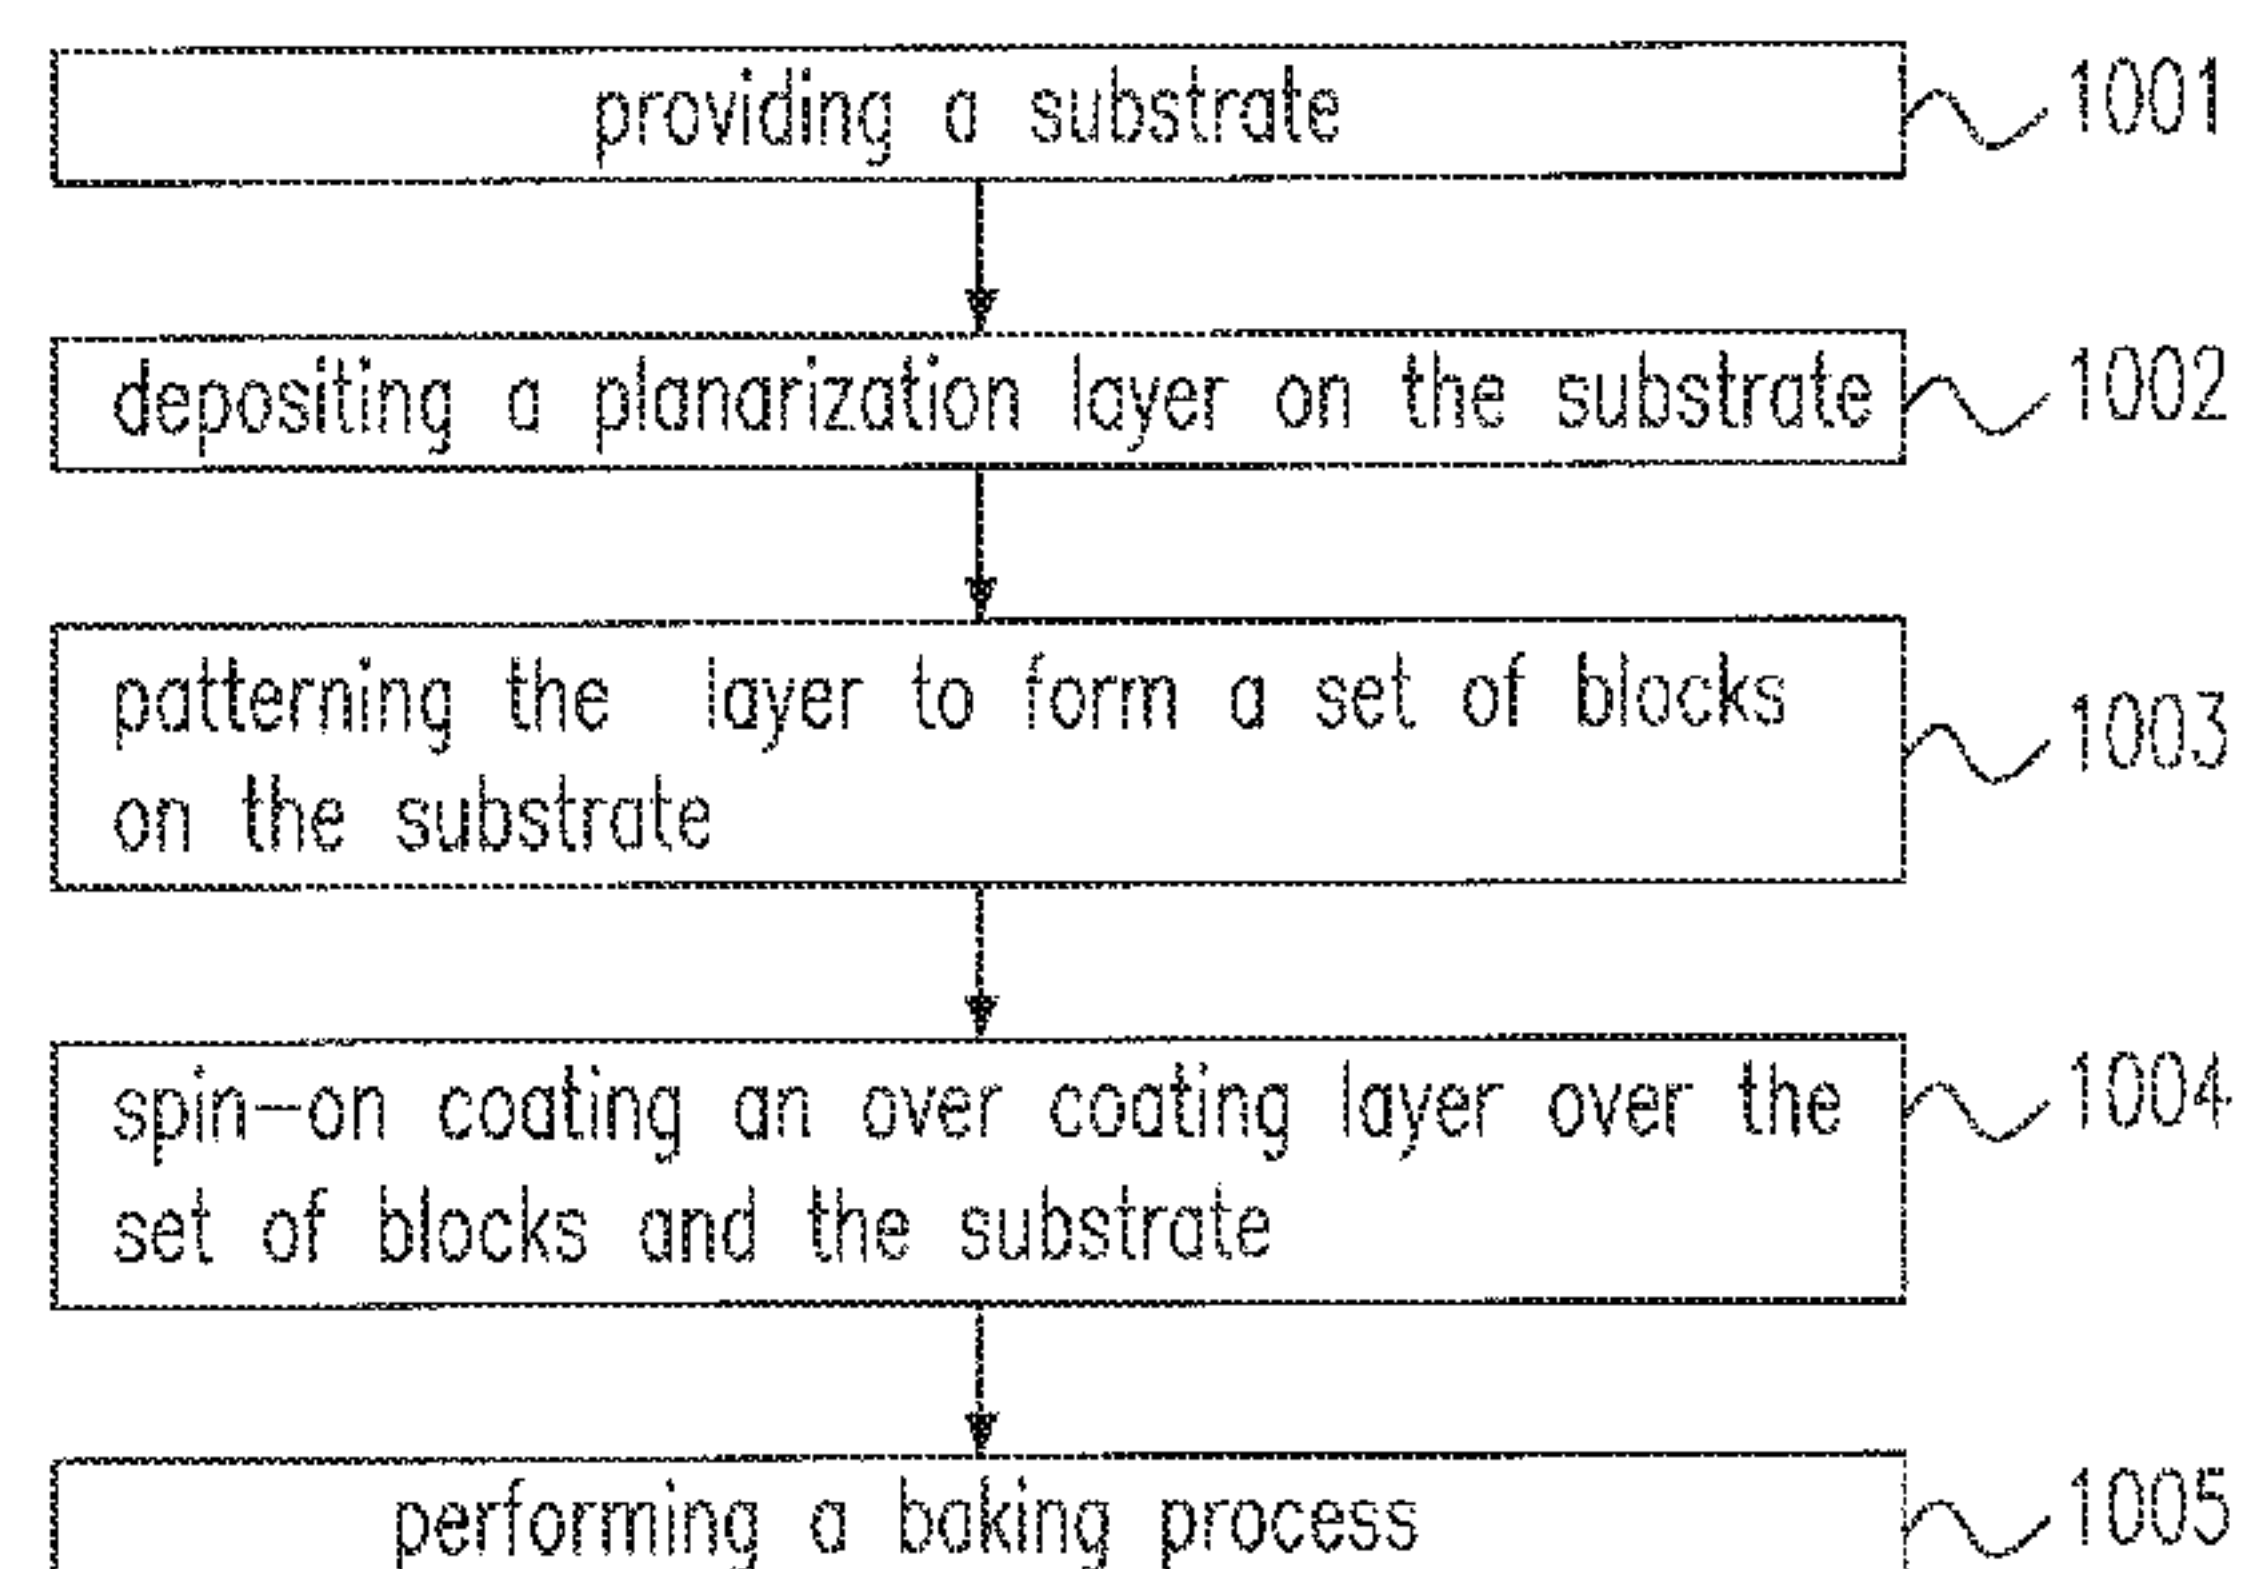 providing a substrate 1001
depositing a planarization layer on the substrate 1002
patterning the layer to form a set of blocks
on the substrate
1003
spin-on coating an over coating layer over the 1004
set of blocks and the substrate
performing a baking process 1005